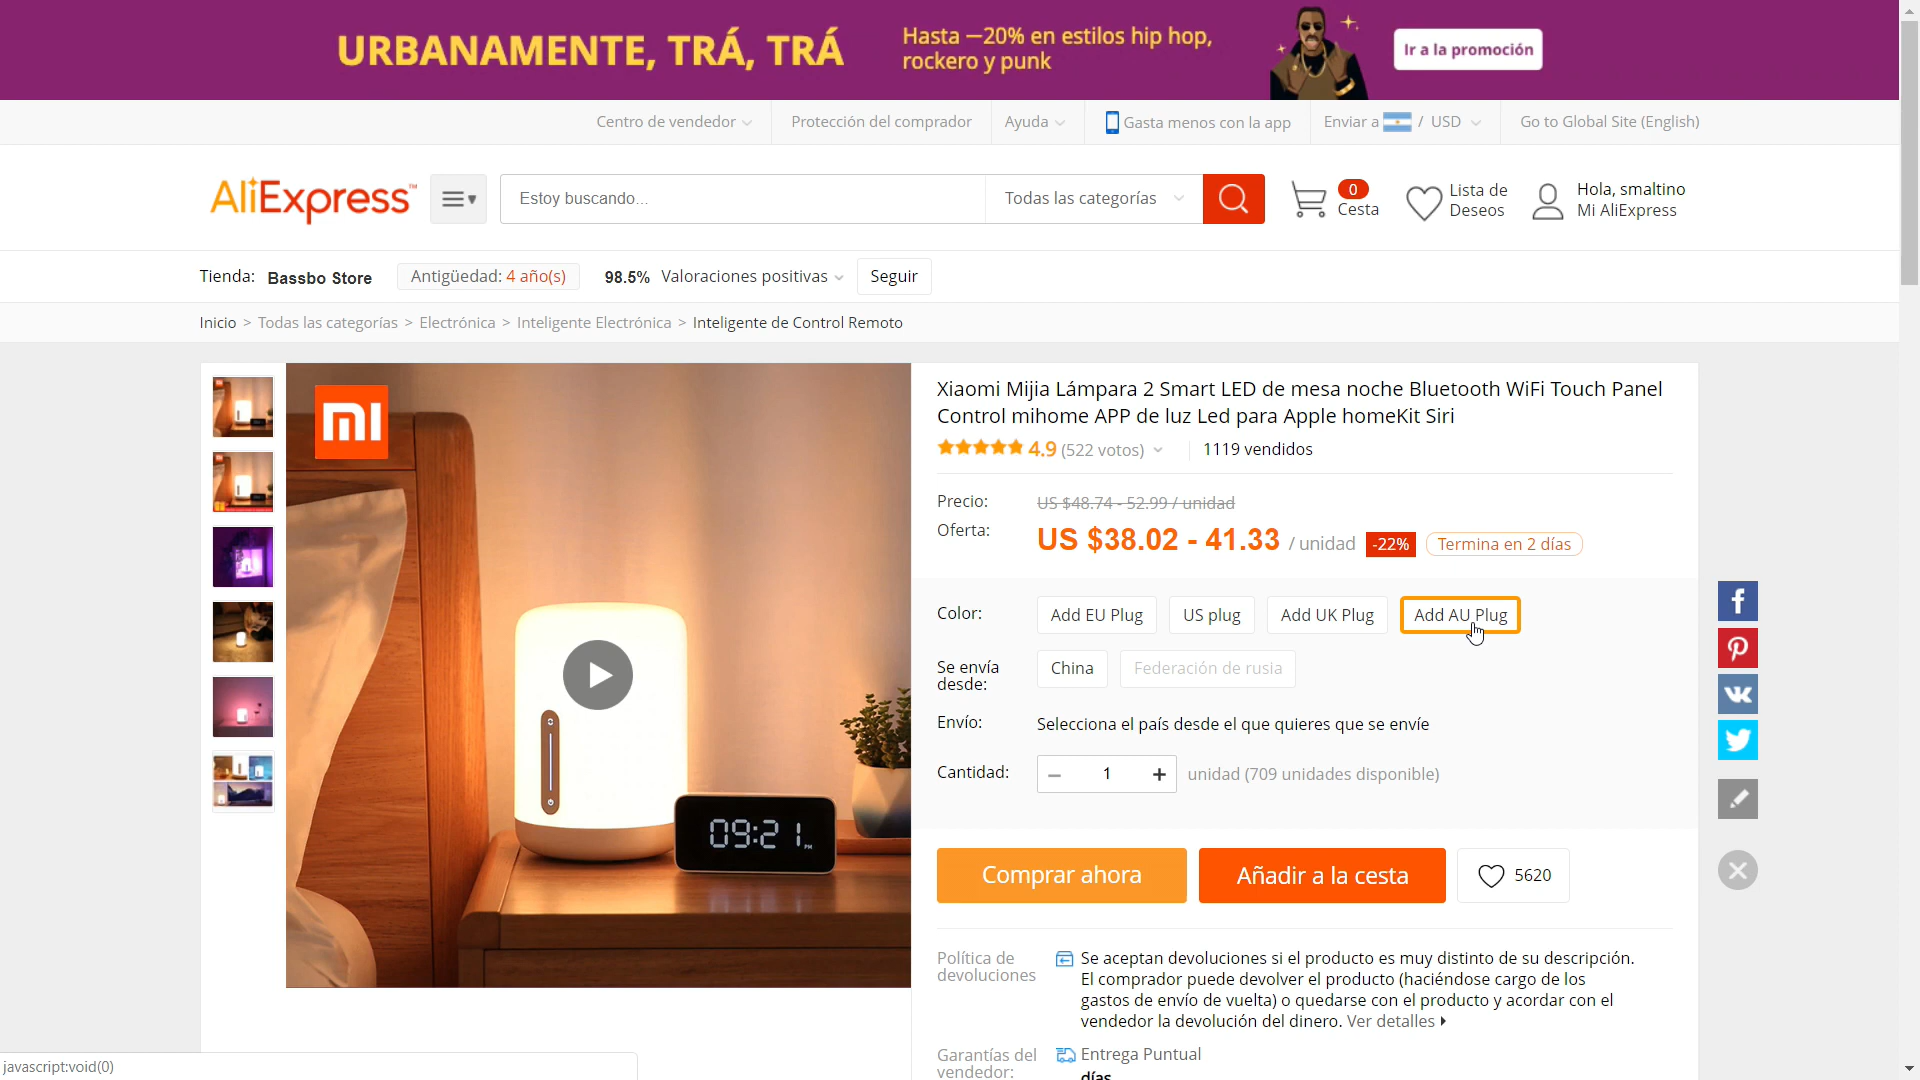 URBANAMENTE, TRÁ, TRÁ
Hasta —20% en estilos hip hop,
rockero y punk
Ir a la promoción
Centro de vendedor
Protección del comprador
Ayuda
Gasta menos con la app
Enviar a / USD
Go to Global Site (English)
AliExpress™
Estoy buscando...
Todas las categorías
0
Cesta
Lista de
Deseos
Hola, smaltino
Mi AliExpress
Tienda: Bassbo Store
Antigüedad: 4 año(s)
98.5% Valoraciones positivas
Seguir
Inicio > Todas las categorías > Electrónica > Inteligente Electrónica > Inteligente de Control Remoto
mi
09:21 PM
Xiaomi Mijia Lámpara 2 Smart LED de mesa noche Bluetooth WiFi Touch Panel
Control mihome APP de luz Led para Apple homeKit Siri
4.9 (522 votos)
1119 vendidos
Precio: US $48.74 - 52.99 / unidad
Oferta: US $38.02 - 41.33 / unidad -22% Termina en 2 días
Color: Add EU Plug US plug Add UK Plug Add AU Plug
Se envía
desde:
China Federación de rusia
Envío: Selecciona el país desde el que quieres que se envíe
Cantidad: − 1 + unidad (709 unidades disponible)
Comprar ahora
Añadir a la cesta
5620
Política de
devoluciones
Se aceptan devoluciones si el producto es muy distinto de su descripción.
El comprador puede devolver el producto (haciéndose cargo de los
gastos de envío de vuelta) o quedarse con el producto y acordar con el
vendedor la devolución del dinero. Ver detalles
Garantías del
vendedor:
Entrega Puntual
días
javascript:void(0)